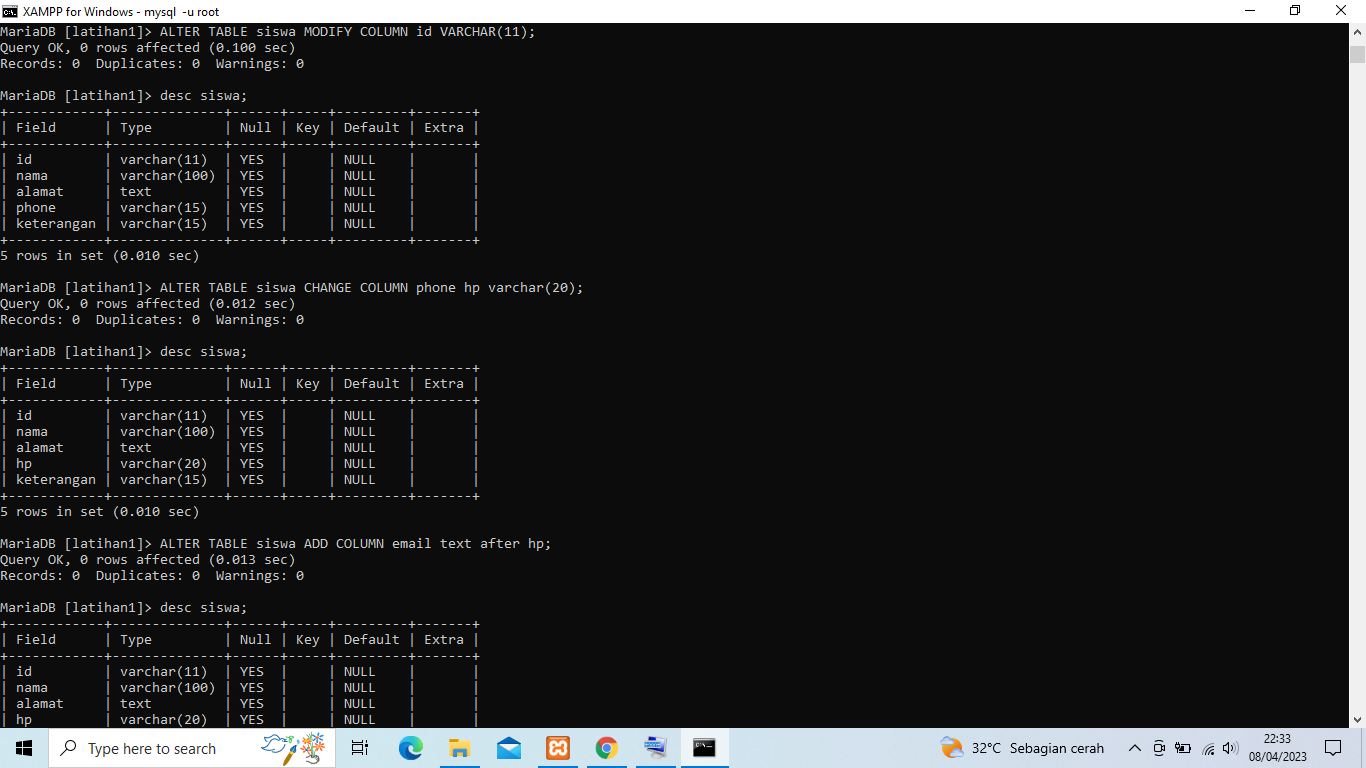 XAMPP for Windows - mysql  -u root
MariaDB [latihan1]> ALTER TABLE siswa MODIFY COLUMN id VARCHAR(11);
Query OK, 0 rows affected (0.100 sec)
Records: 0  Duplicates: 0  Warnings: 0

MariaDB [latihan1]> desc siswa;
+------------+--------------+------+-----+---------+-------+
| Field      | Type         | Null | Key | Default | Extra |
+------------+--------------+------+-----+---------+-------+
| id         | varchar(11)  | YES  |     | NULL    |       |
| nama       | varchar(100) | YES  |     | NULL    |       |
| alamat     | text         | YES  |     | NULL    |       |
| phone      | varchar(15)  | YES  |     | NULL    |       |
| keterangan | varchar(15)  | YES  |     | NULL    |       |
+------------+--------------+------+-----+---------+-------+
5 rows in set (0.010 sec)

MariaDB [latihan1]> ALTER TABLE siswa CHANGE COLUMN phone hp varchar(20);
Query OK, 0 rows affected (0.012 sec)
Records: 0  Duplicates: 0  Warnings: 0

MariaDB [latihan1]> desc siswa;
+------------+--------------+------+-----+---------+-------+
| Field      | Type         | Null | Key | Default | Extra |
+------------+--------------+------+-----+---------+-------+
| id         | varchar(11)  | YES  |     | NULL    |       |
| nama       | varchar(100) | YES  |     | NULL    |       |
| alamat     | text         | YES  |     | NULL    |       |
| hp         | varchar(20)  | YES  |     | NULL    |       |
| keterangan | varchar(15)  | YES  |     | NULL    |       |
+------------+--------------+------+-----+---------+-------+
5 rows in set (0.010 sec)

MariaDB [latihan1]> ALTER TABLE siswa ADD COLUMN email text after hp;
Query OK, 0 rows affected (0.013 sec)
Records: 0  Duplicates: 0  Warnings: 0

MariaDB [latihan1]> desc siswa;
+------------+--------------+------+-----+---------+-------+
| Field      | Type         | Null | Key | Default | Extra |
+------------+--------------+------+-----+---------+-------+
| id         | varchar(11)  | YES  |     | NULL    |       |
| nama       | varchar(100) | YES  |     | NULL    |       |
| alamat     | text         | YES  |     | NULL    |       |
| hp         | varchar(20)  | YES  |     | NULL    |       |
Type here to search
32°C  Sebagian cerah
22:33
08/04/2023